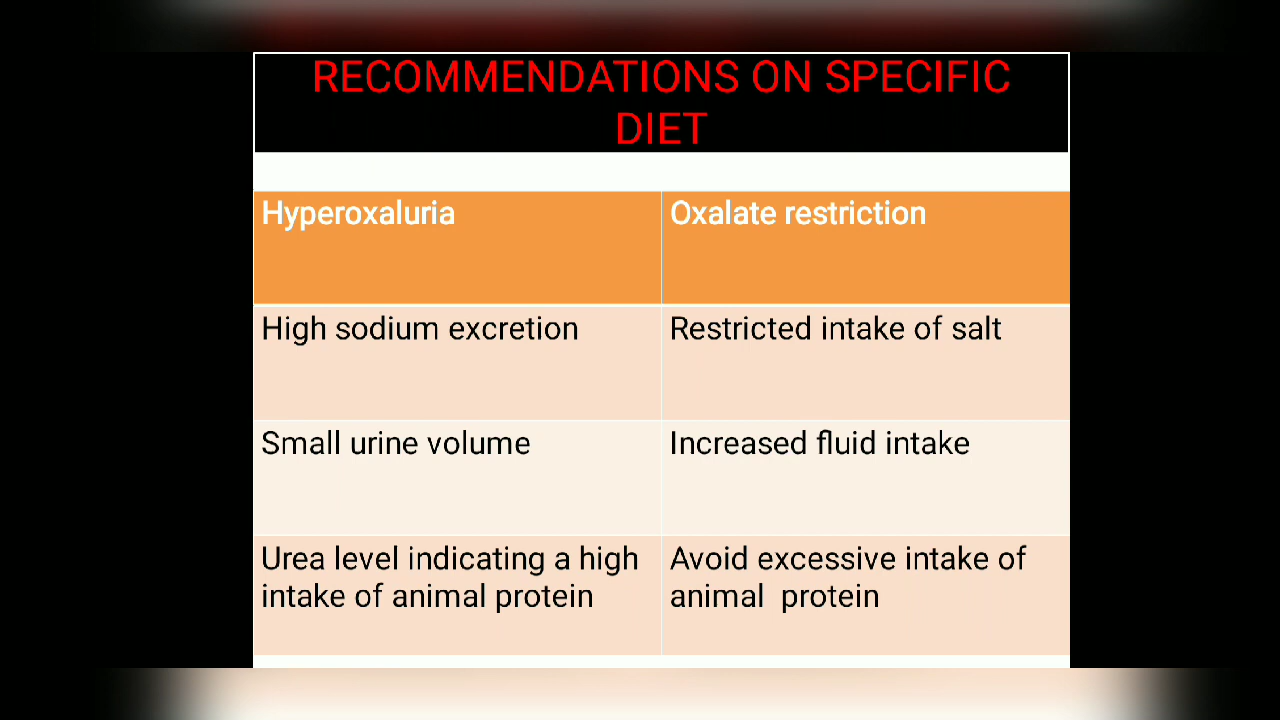 RECOMMENDATIONS ON SPECIFIC
DIET
Hyperoxaluria
Oxalate restriction
High sodium excretion
Restricted intake of salt
Small urine volume
Increased fluid intake
Urea level indicating a high
intake of animal protein
Avoid excessive intake of
animal protein